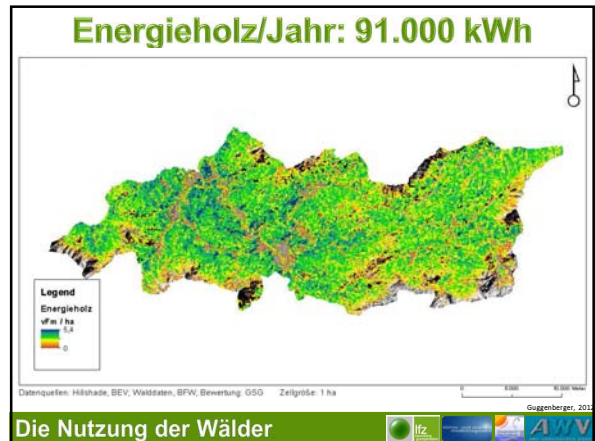 Energieholz/Jahr: 91.000 kWh
Legend
Energieholz
vFm / ha
5,4
0
Datenquellen: Hillshade, BEV; Walddaten, BFW, Bewertung: GSG Zellgröße: 1 ha
0 5.000 10.000 Meter
Guggenberger, 2012
Die Nutzung der Wälder
lfz
AWV